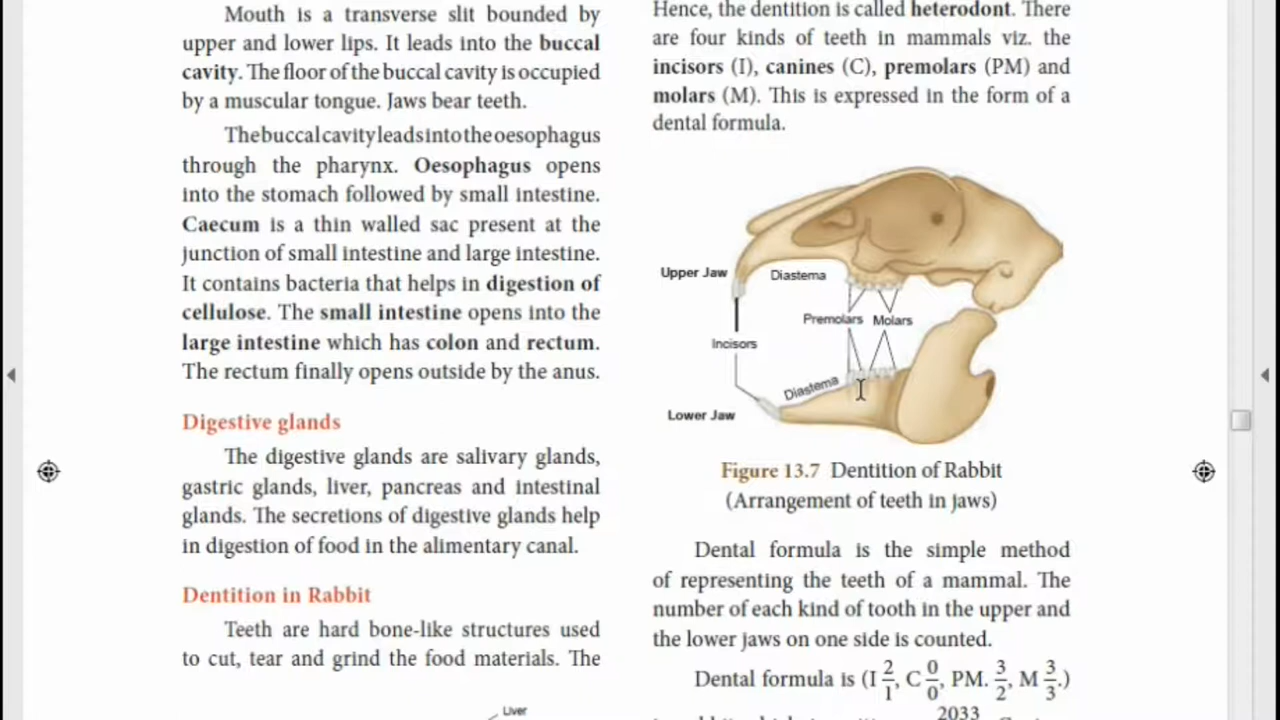 Mouth is a transverse slit bounded by
upper and lower lips. It leads into the buccal
cavity. The floor of the buccal cavity is occupied
by a muscular tongue. Jaws bear teeth.
The buccal cavity leads into the oesophagus
through the pharynx. Oesophagus opens
into the stomach followed by small intestine.
Caecum is a thin walled sac present at the
junction of small intestine and large intestine.
It contains bacteria that helps in digestion of
cellulose. The small intestine opens into the
large intestine which has colon and rectum.
The rectum finally opens outside by the anus.
Digestive glands
The digestive glands are salivary glands,
gastric glands, liver, pancreas and intestinal
glands. The secretions of digestive glands help
in digestion of food in the alimentary canal.
Dentition in Rabbit
Teeth are hard bone-like structures used
to cut, tear and grind the food materials. The
Liver
Hence, the dentition is called heterodont. There
are four kinds of teeth in mammals viz. the
incisors (I), canines (C), premolars (PM) and
molars (M). This is expressed in the form of a
dental formula.
Upper Jaw
Diastema
Premolars Molars
Incisors
Diastema
Lower Jaw
Figure 13.7 Dentition of Rabbit
(Arrangement of teeth in jaws)
Dental formula is the simple method
of representing the teeth of a mammal. The
number of each kind of tooth in the upper and
the lower jaws on one side is counted.
Dental formula is (I 2/1, C 0/0, PM. 3/2, M 3/3.)
2033